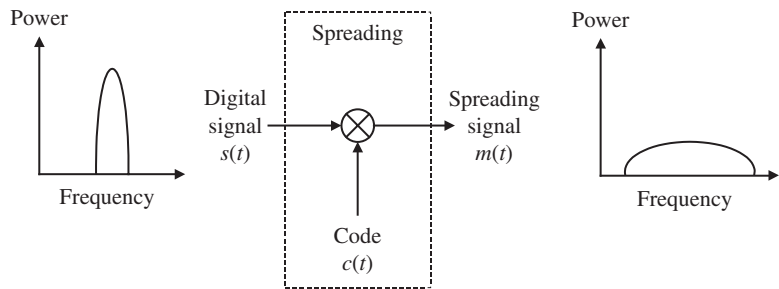 Power
Frequency
Spreading
Digital
signal
s(t)
Code
c(t)
Spreading
signal
m(t)
Power
Frequency